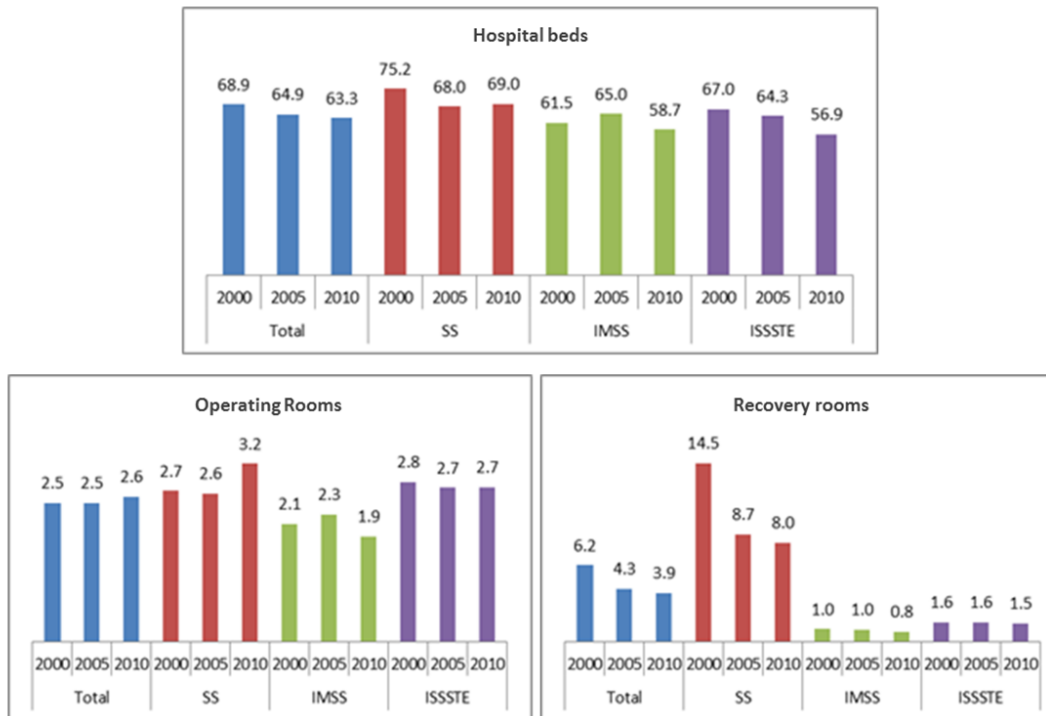 Hospital beds
68.9 64.9 63.3 75.2 68.0 69.0 61.5 65.0 58.7 67.0 64.3 56.9
2000 2005 2010 2000 2005 2010 2000 2005 2010 2000 2005 2010
Total SS IMSS ISSSTE
Operating Rooms
2.5 2.5 2.6 2.7 2.6 3.2 2.1 2.3 1.9 2.8 2.7 2.7
2000 2005 2010 2000 2005 2010 2000 2005 2010 2000 2005 2010
Total SS IMSS ISSSTE
Recovery rooms
6.2 4.3 3.9 14.5 8.7 8.0 1.0 1.0 0.8 1.6 1.6 1.5
2000 2005 2010 2000 2005 2010 2000 2005 2010 2000 2005 2010
Total SS IMSS ISSSTE